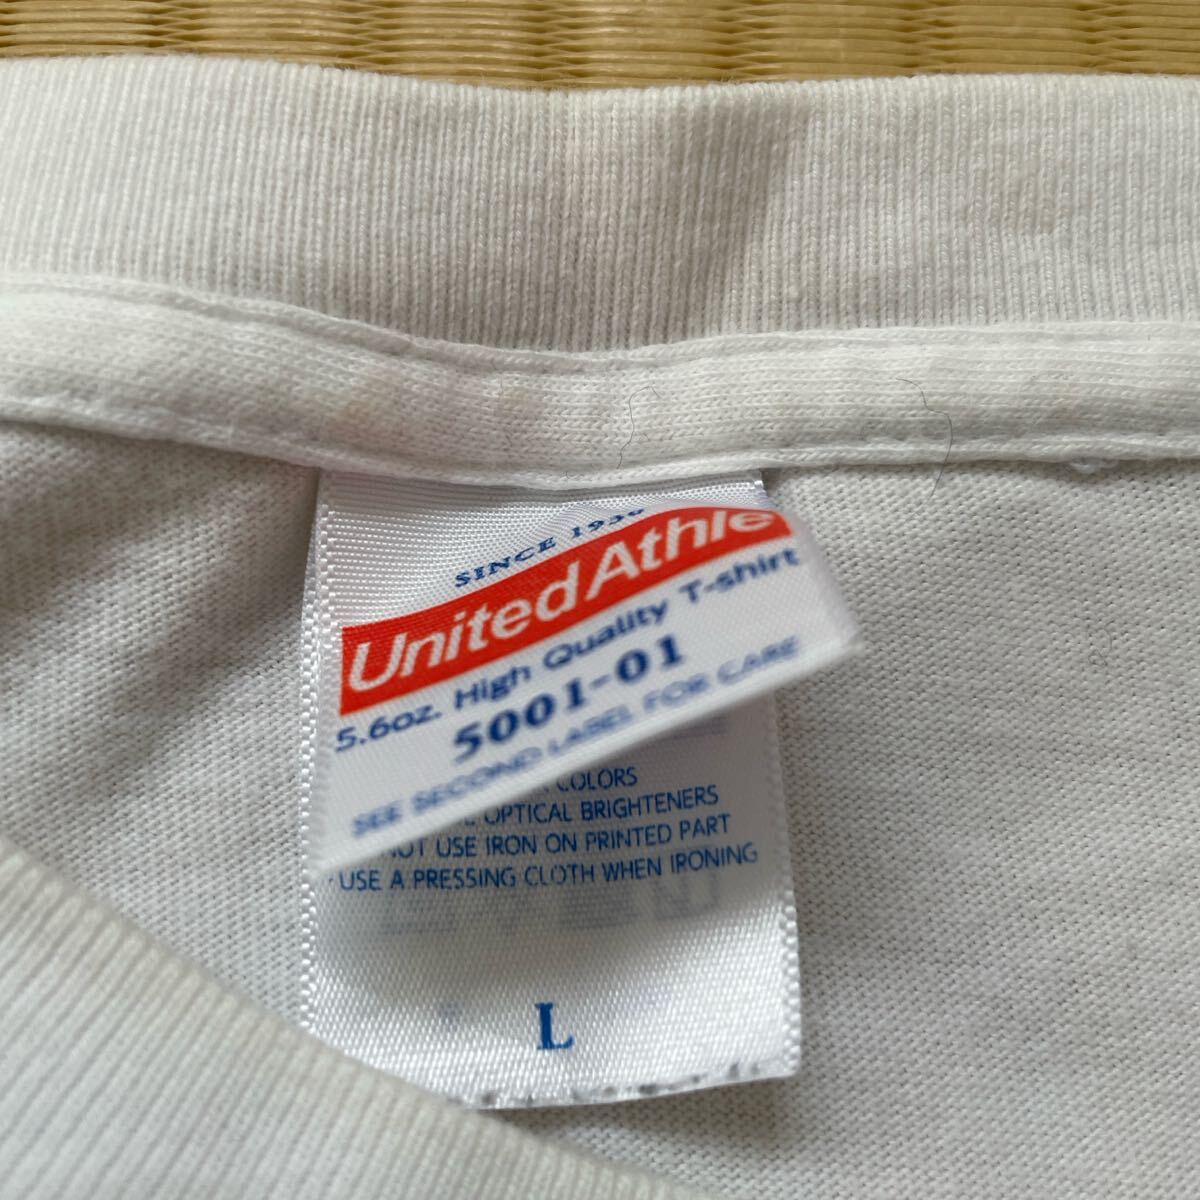 SINCE 1936
United Athle
5.6oz. High Quality T-shirt
5001-01
SEE SECOND LABEL FOR CARE
COLORS
OPTICAL BRIGHTENERS
NOT USE IRON ON PRINTED PART
USE A PRESSING CLOTH WHEN IRONING
L